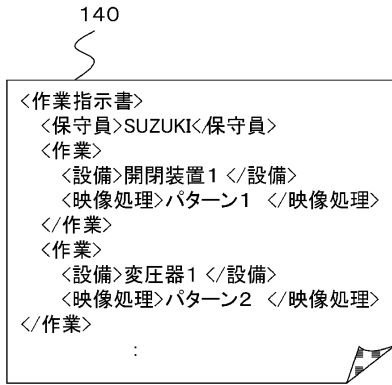 140
<作業指示書>
<保守員>SUZUKI</保守員>
<作業>
<設備>開閉装置1 </設備>
<映像処理>パターン1 </映像処理>
</作業>
<作業>
<設備>変圧器1 </設備>
<映像処理>パターン2 </映像処理>
</作業>
: